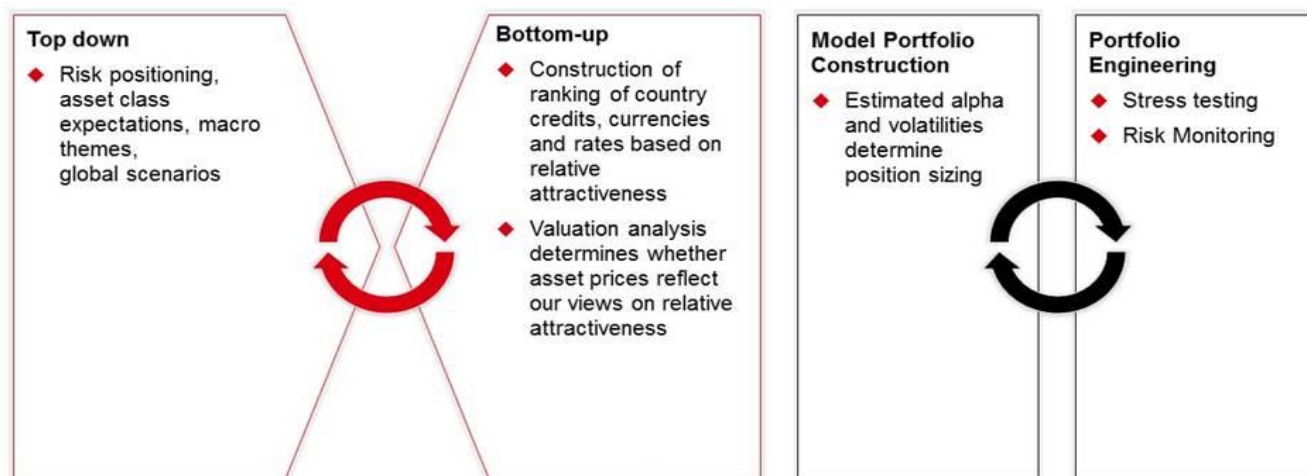 Top down
Risk positioning,
asset class
expectations, macro
themes,
global scenarios
Bottom-up
Construction of
ranking of country
credits, currencies
and rates based on
relative
attractiveness
Valuation analysis
determines whether
asset prices reflect
our views on relative
attractiveness
Model Portfolio
Construction
Estimated alpha
and volatilities
determine
position sizing
Portfolio
Engineering
Stress testing
Risk Monitoring